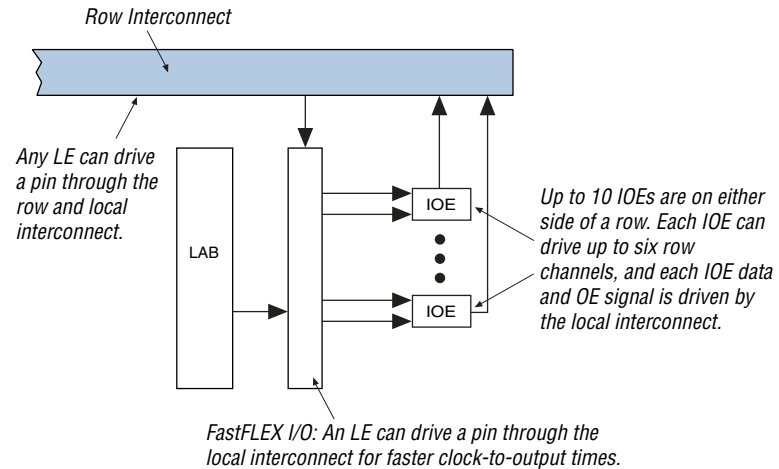 Row Interconnect
Any LE can drive
a pin through the
row and local
interconnect.
LAB
IOE
IOE
Up to 10 IOEs are on either
side of a row. Each IOE can
drive up to six row
channels, and each IOE data
and OE signal is driven by
the local interconnect.
FastFLEX I/O: An LE can drive a pin through the
local interconnect for faster clock-to-output times.